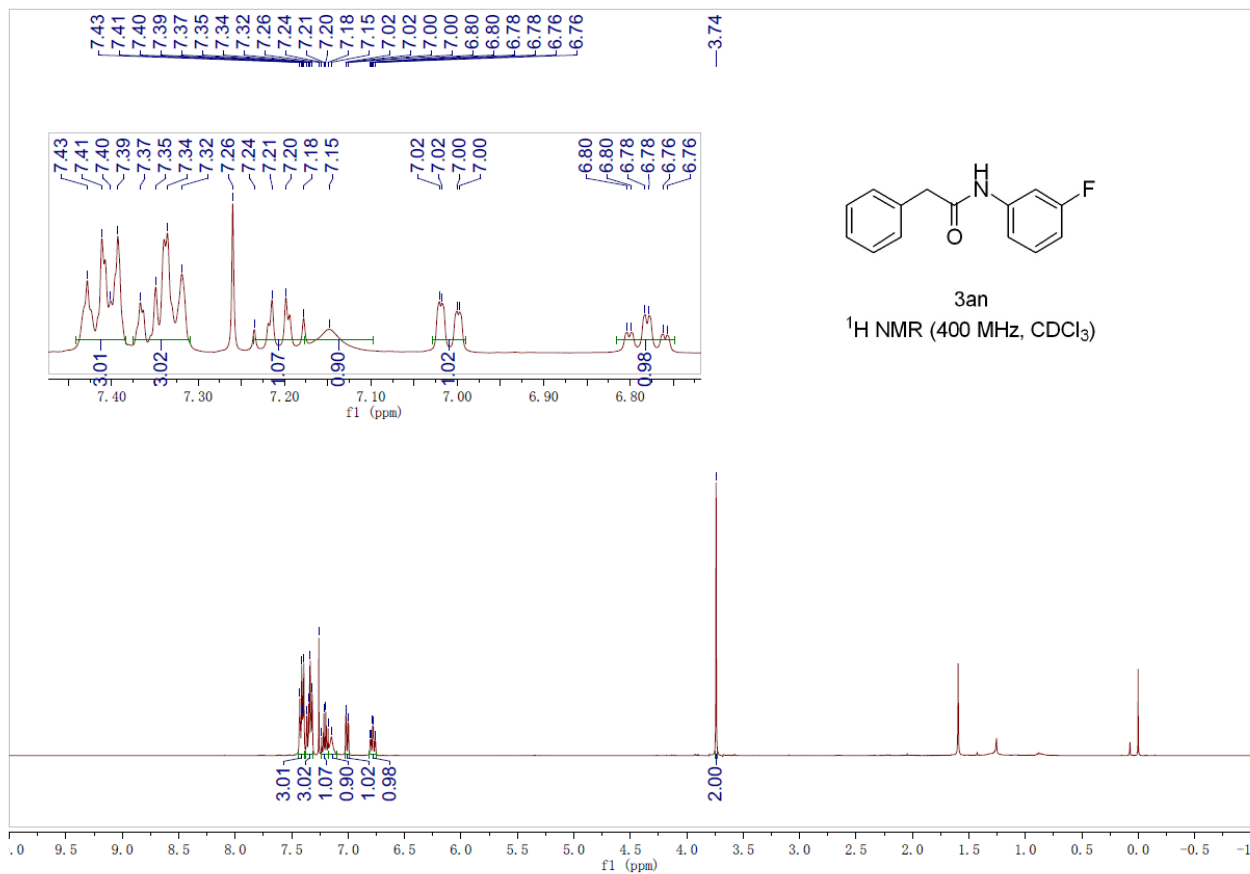 7.43 7.41 7.40 7.39 7.37 7.35 7.34 7.32 7.26 7.24 7.21 7.20 7.18 7.15 7.02 7.02 7.00 7.00 6.80 6.80 6.78 6.78 6.76 6.76 3.74
7.43 7.41 7.40 7.39 7.37 7.35 7.34 7.32 7.26 7.24 7.21 7.20 7.18 7.15 7.02 7.02 7.00 7.00 6.80 6.80 6.78 6.78 6.76 6.76
3.01 3.02 1.07 0.90 1.02 0.98
7.40 7.30 7.20 7.10 7.00 6.90 6.80
f1 (ppm)
H
N
F
O
3an
¹H NMR (400 MHz, CDCl₃)
3.01 3.02 1.07 0.90 1.02 0.98 2.00
.0 9.5 9.0 8.5 8.0 7.5 7.0 6.5 6.0 5.5 5.0 4.5 4.0 3.5 3.0 2.5 2.0 1.5 1.0 0.5 0.0 -0.5 -1
f1 (ppm)